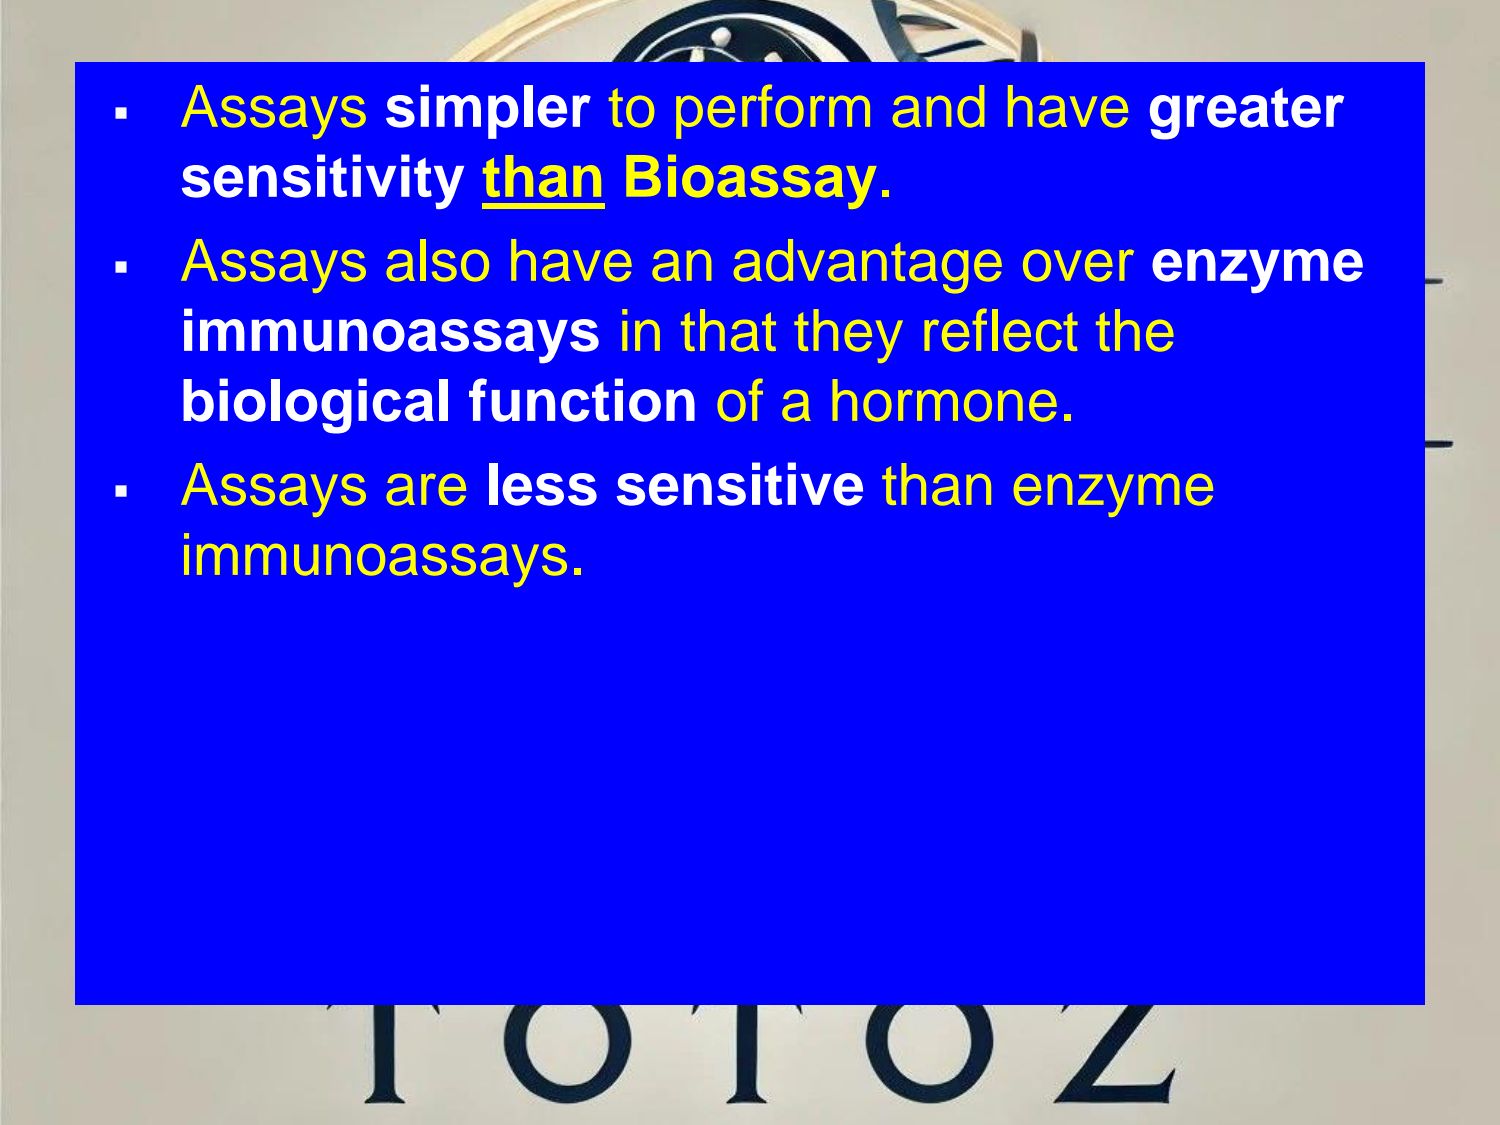 ▪ Assays simpler to perform and have greater
sensitivity than Bioassay.
▪ Assays also have an advantage over enzyme
immunoassays in that they reflect the
biological function of a hormone.
▪ Assays are less sensitive than enzyme
immunoassays.
TOTOZ